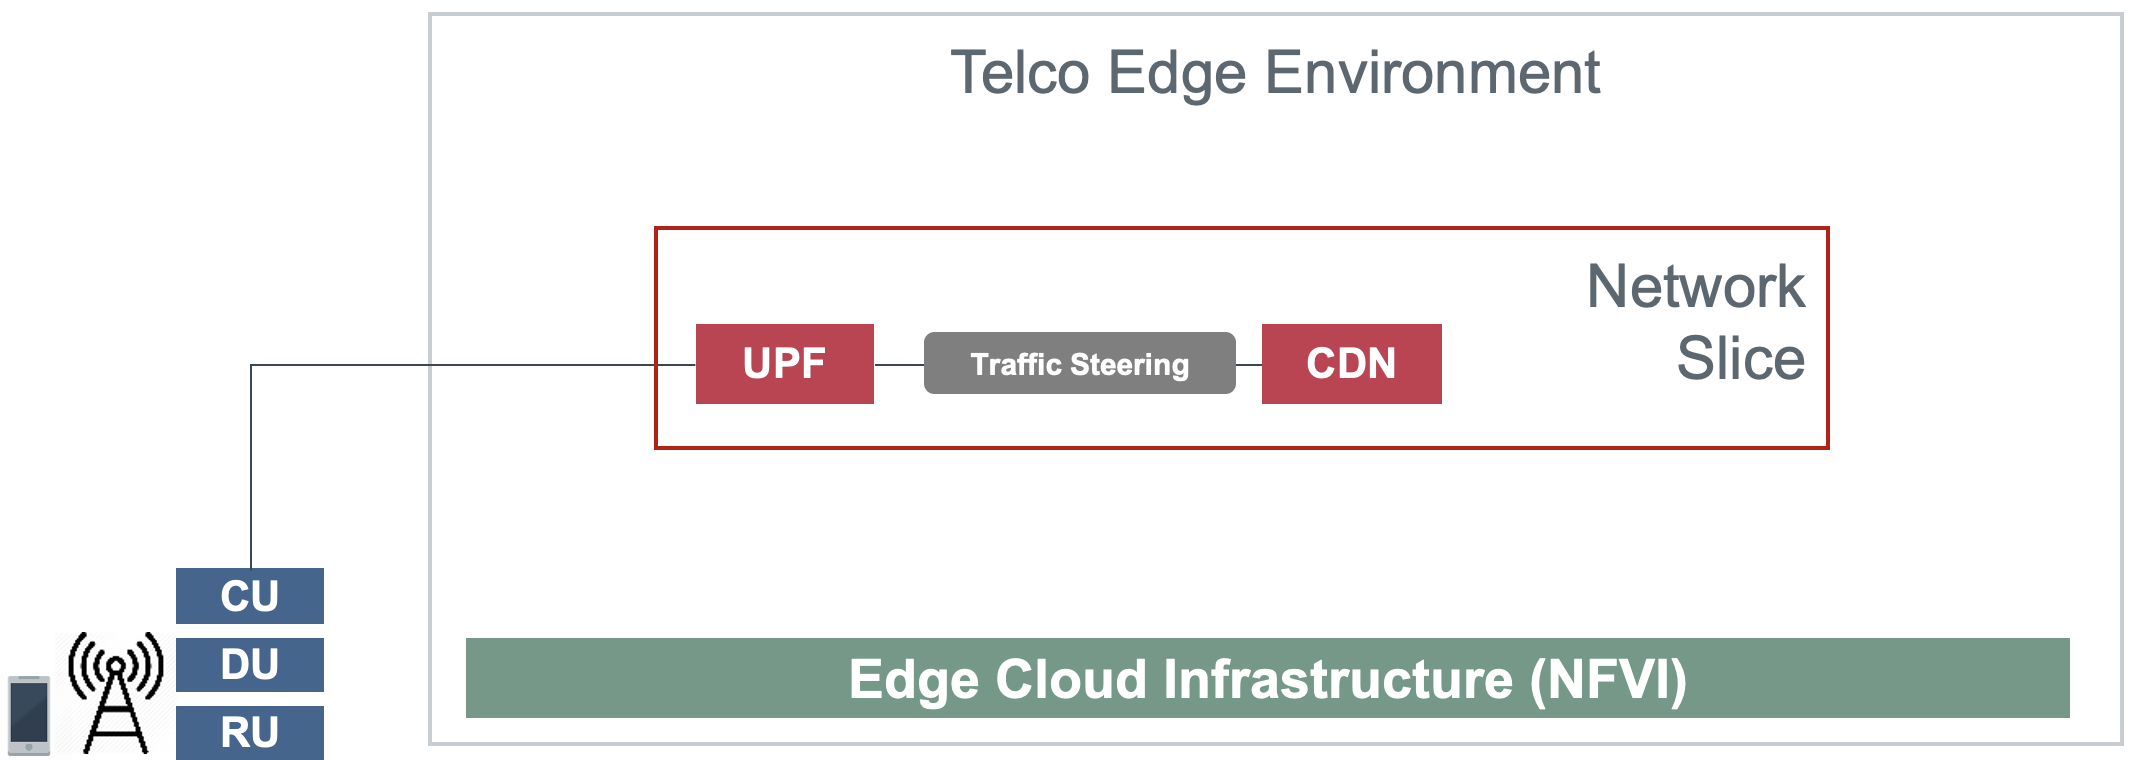 Telco Edge Environment
Network
Slice
UPF
Traffic Steering
CDN
CU
DU
RU
Edge Cloud Infrastructure (NFVI)